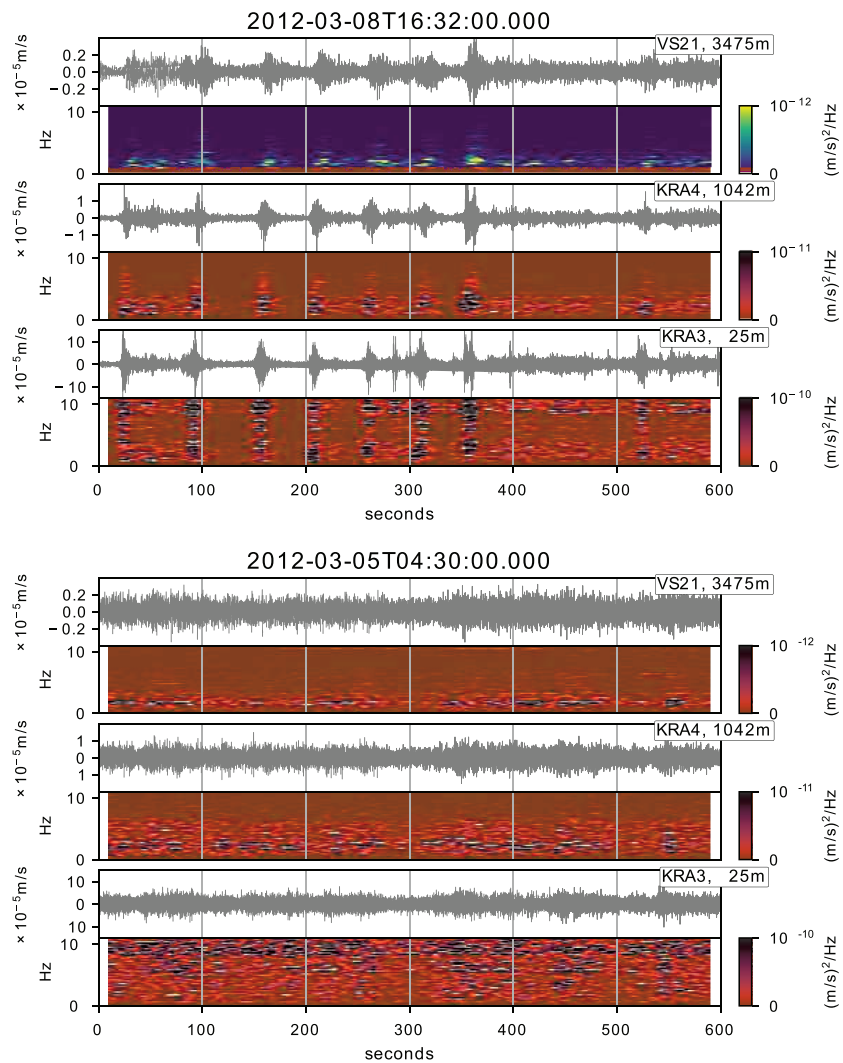 2012-03-08T16:32:00.000
VS21, 3475m
× 10⁻⁵m/s
0.2
0.0
−0.2
Hz
10
0
10⁻¹²
0
(m/s)²/Hz
KRA4, 1042m
× 10⁻⁵m/s
1
0
−1
Hz
10
0
10⁻¹¹
0
(m/s)²/Hz
KRA3, 25m
× 10⁻⁵m/s
10
0
−10
Hz
10
0
10⁻¹⁰
0
(m/s)²/Hz
0 100 200 300 400 500 600
seconds
2012-03-05T04:30:00.000
VS21, 3475m
× 10⁻⁵m/s
0.2
0.0
−0.2
Hz
10
0
10⁻¹²
0
(m/s)²/Hz
KRA4, 1042m
× 10⁻⁵m/s
1
0
1
Hz
10
0
10⁻¹¹
0
(m/s)²/Hz
KRA3, 25m
× 10⁻⁵m/s
10
0
10
Hz
10
0
10⁻¹⁰
0
(m/s)²/Hz
0 100 200 300 400 500 600
seconds